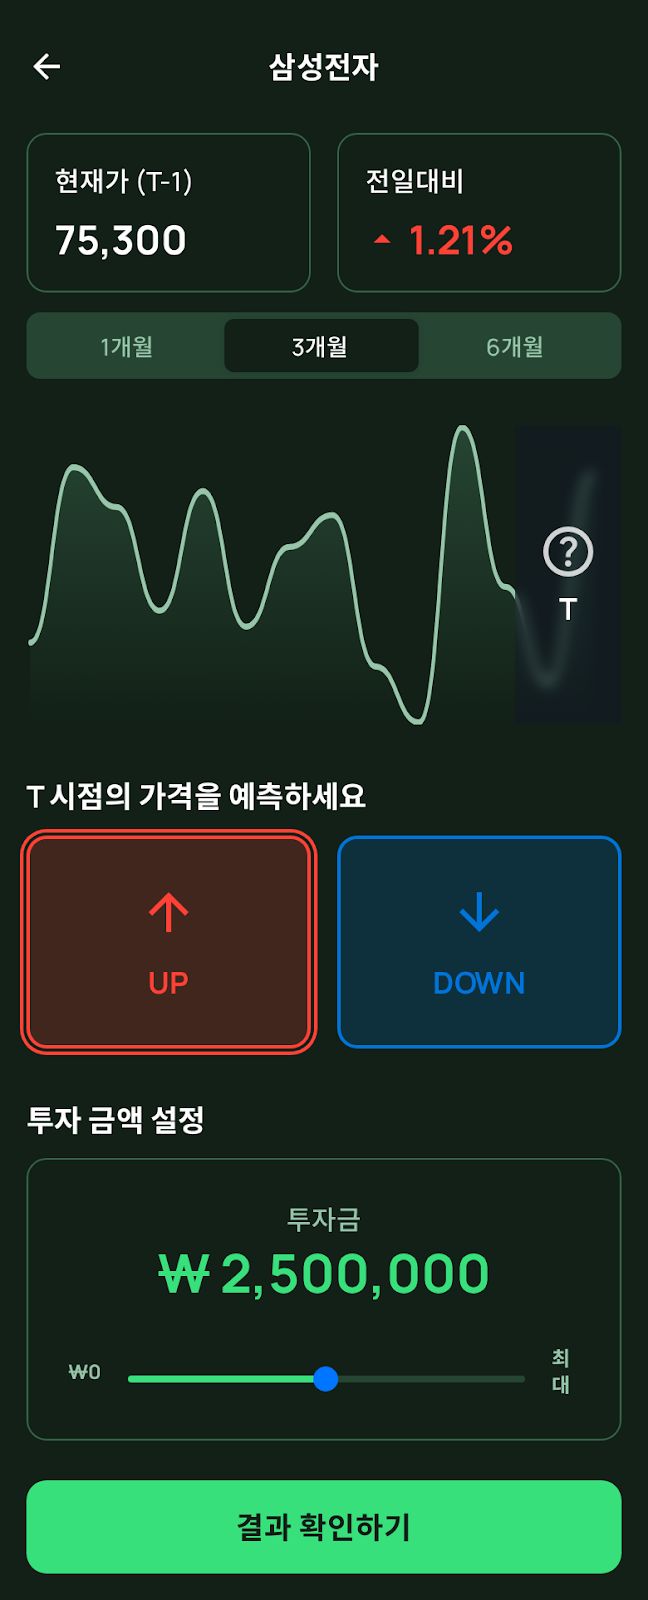 삼성전자
현재가 (T-1)
75,300
전일대비
1.21%
1개월
3개월
6개월
?
T
T 시점의 가격을 예측하세요
UP
DOWN
투자 금액 설정
투자금
₩ 2,500,000
₩0
최
대
결과 확인하기